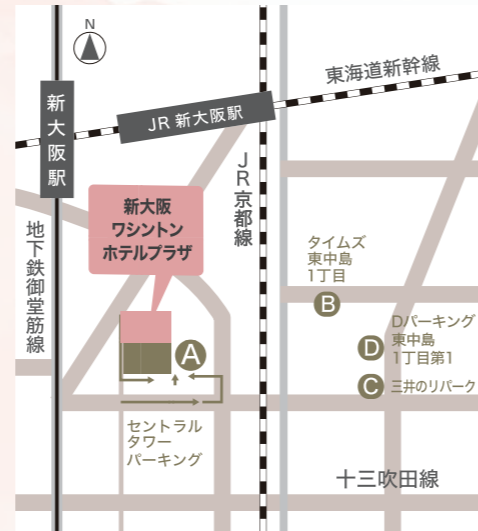 N
東海道新幹線
新大阪駅
JR 新大阪駅
JR京都線
新大阪
ワシントン
ホテルプラザ
地下鉄御堂筋線
タイムズ
東中島
1丁目
B
A
Dパーキング
東中島
1丁目第1
D
C 三井のリパーク
セントラル
タワー
パーキング
十三吹田線